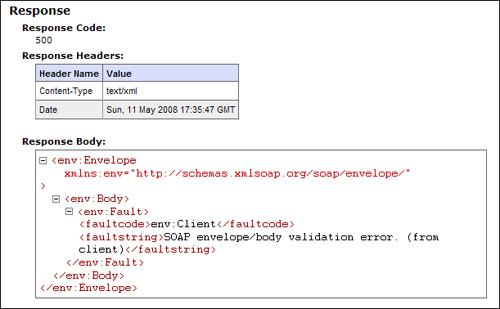 Response
Response Code:
500
Response Headers:
Header Name Value
Content-Type text/xml
Date Sun, 11 May 2008 17:35:47 GMT
Response Body:
<env:Envelope
xmlns:env="http://schemas.xmlsoap.org/soap/envelope/"
>
<env:Body>
<env:Fault>
<faultcode>env:Client</faultcode>
<faultstring>SOAP envelope/body validation error. (from
client)</faultstring>
</env:Fault>
</env:Body>
</env:Envelope>